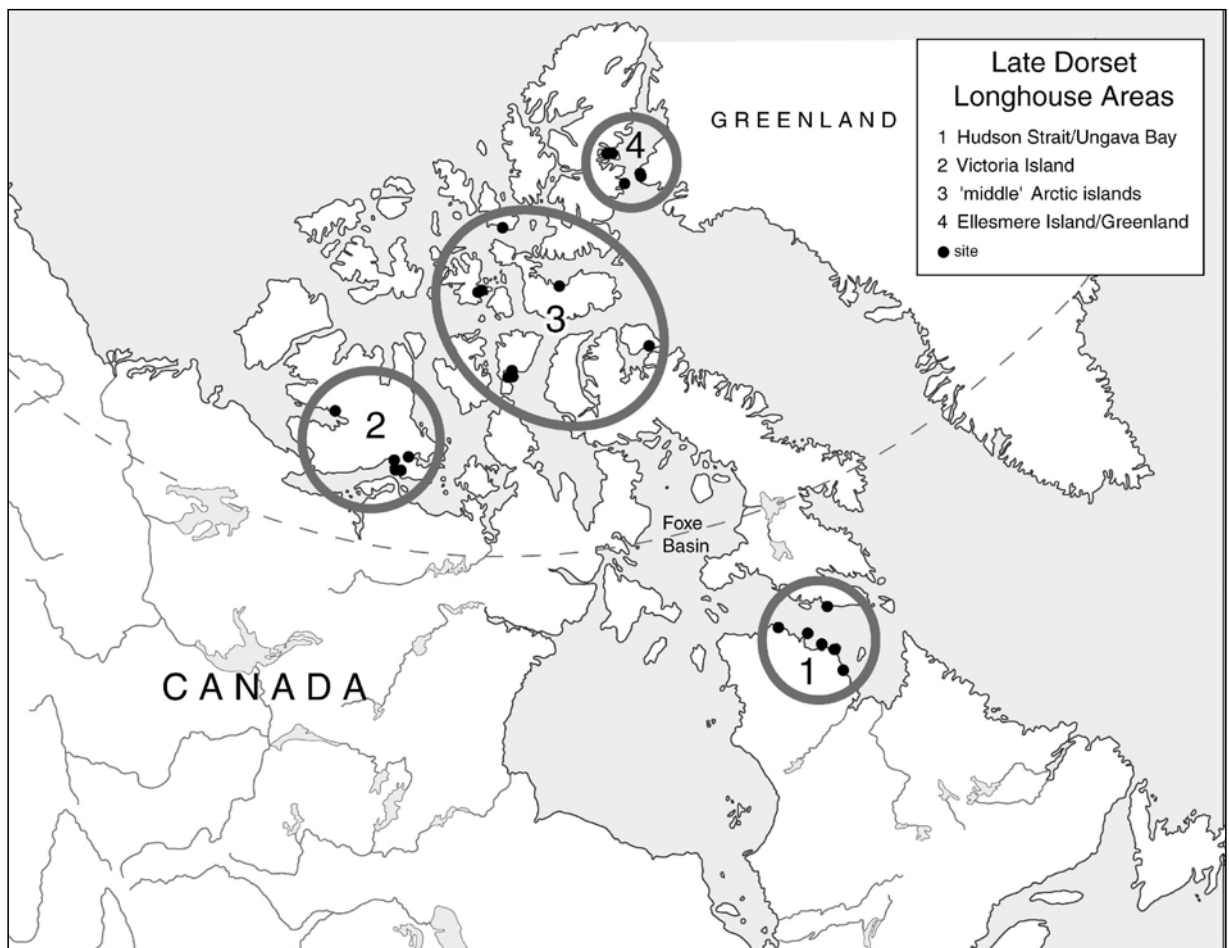 Late Dorset
Longhouse Areas
1 Hudson Strait/Ungava Bay
2 Victoria Island
3 'middle' Arctic islands
4 Ellesmere Island/Greenland
site
GREENLAND
4
3
2
Foxe
Basin
1
CANADA